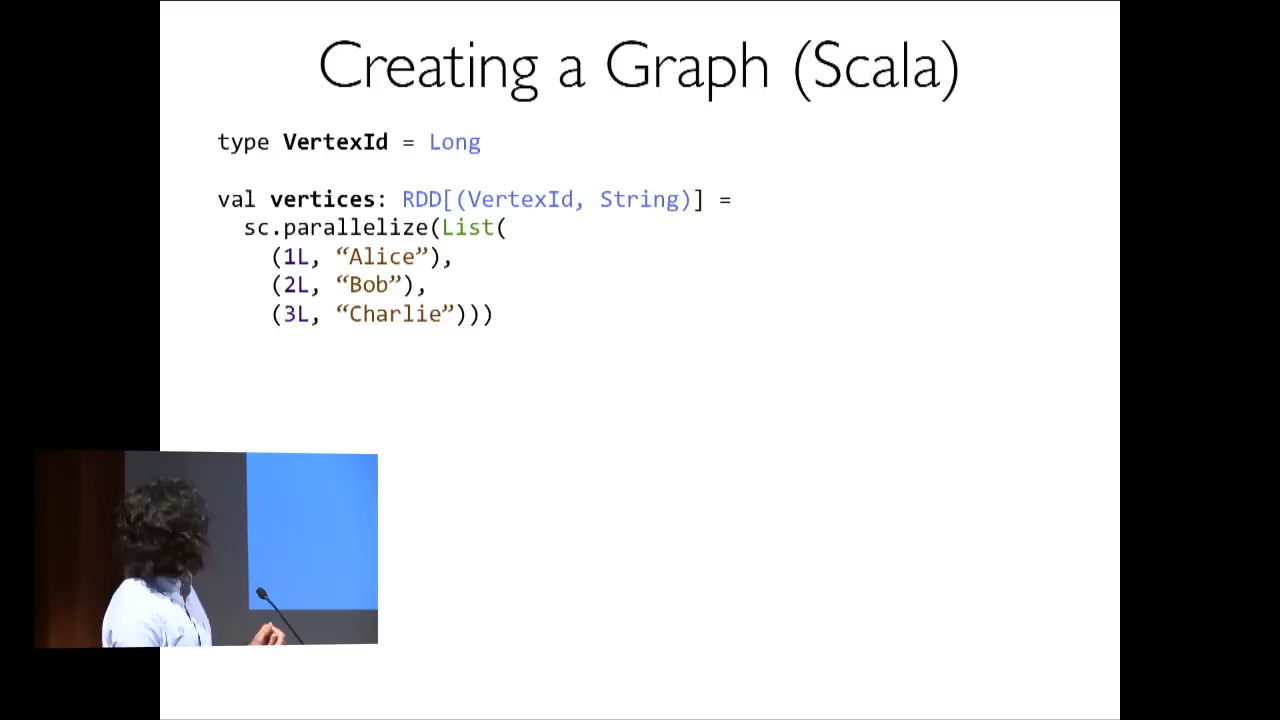 Creating a Graph (Scala)
type VertexId = Long
val vertices: RDD[(VertexId, String)] =
sc.parallelize(List(
(1L, “Alice”),
(2L, “Bob”),
(3L, “Charlie”)))